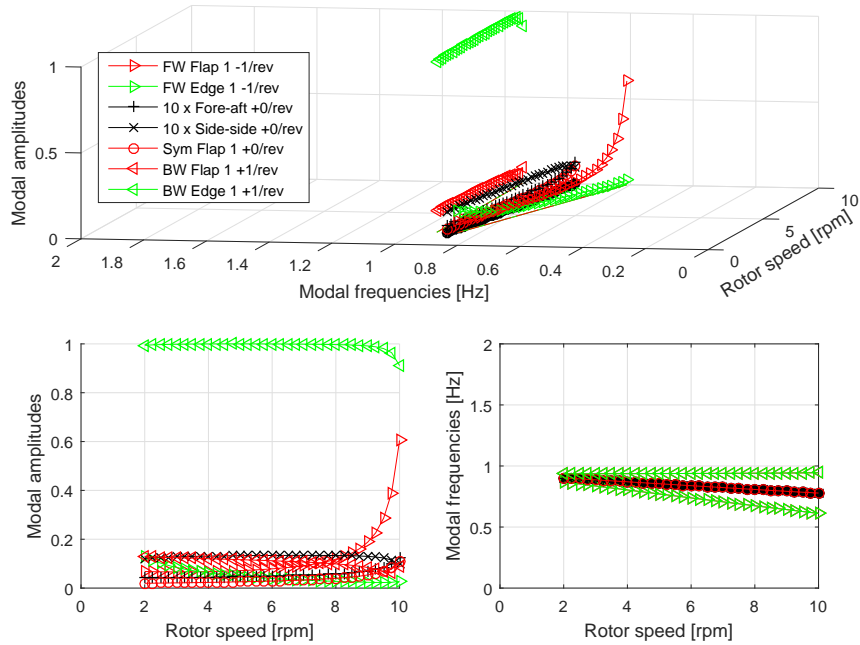 1
0.5
0
Modal amplitudes
FW Flap 1 -1/rev
FW Edge 1 -1/rev
10 x Fore-aft +0/rev
10 x Side-side +0/rev
Sym Flap 1 +0/rev
BW Flap 1 +1/rev
BW Edge 1 +1/rev
2
1.8
1.6
1.4
1.2
1
0.8
0.6
0.4
0.2
0
Modal frequencies [Hz]
0
5
10
Rotor speed [rpm]
1
0.8
0.6
0.4
0.2
0
Modal amplitudes
0
2
4
6
8
10
Rotor speed [rpm]
2
1.5
1
0.5
0
Modal frequencies [Hz]
0
2
4
6
8
10
Rotor speed [rpm]